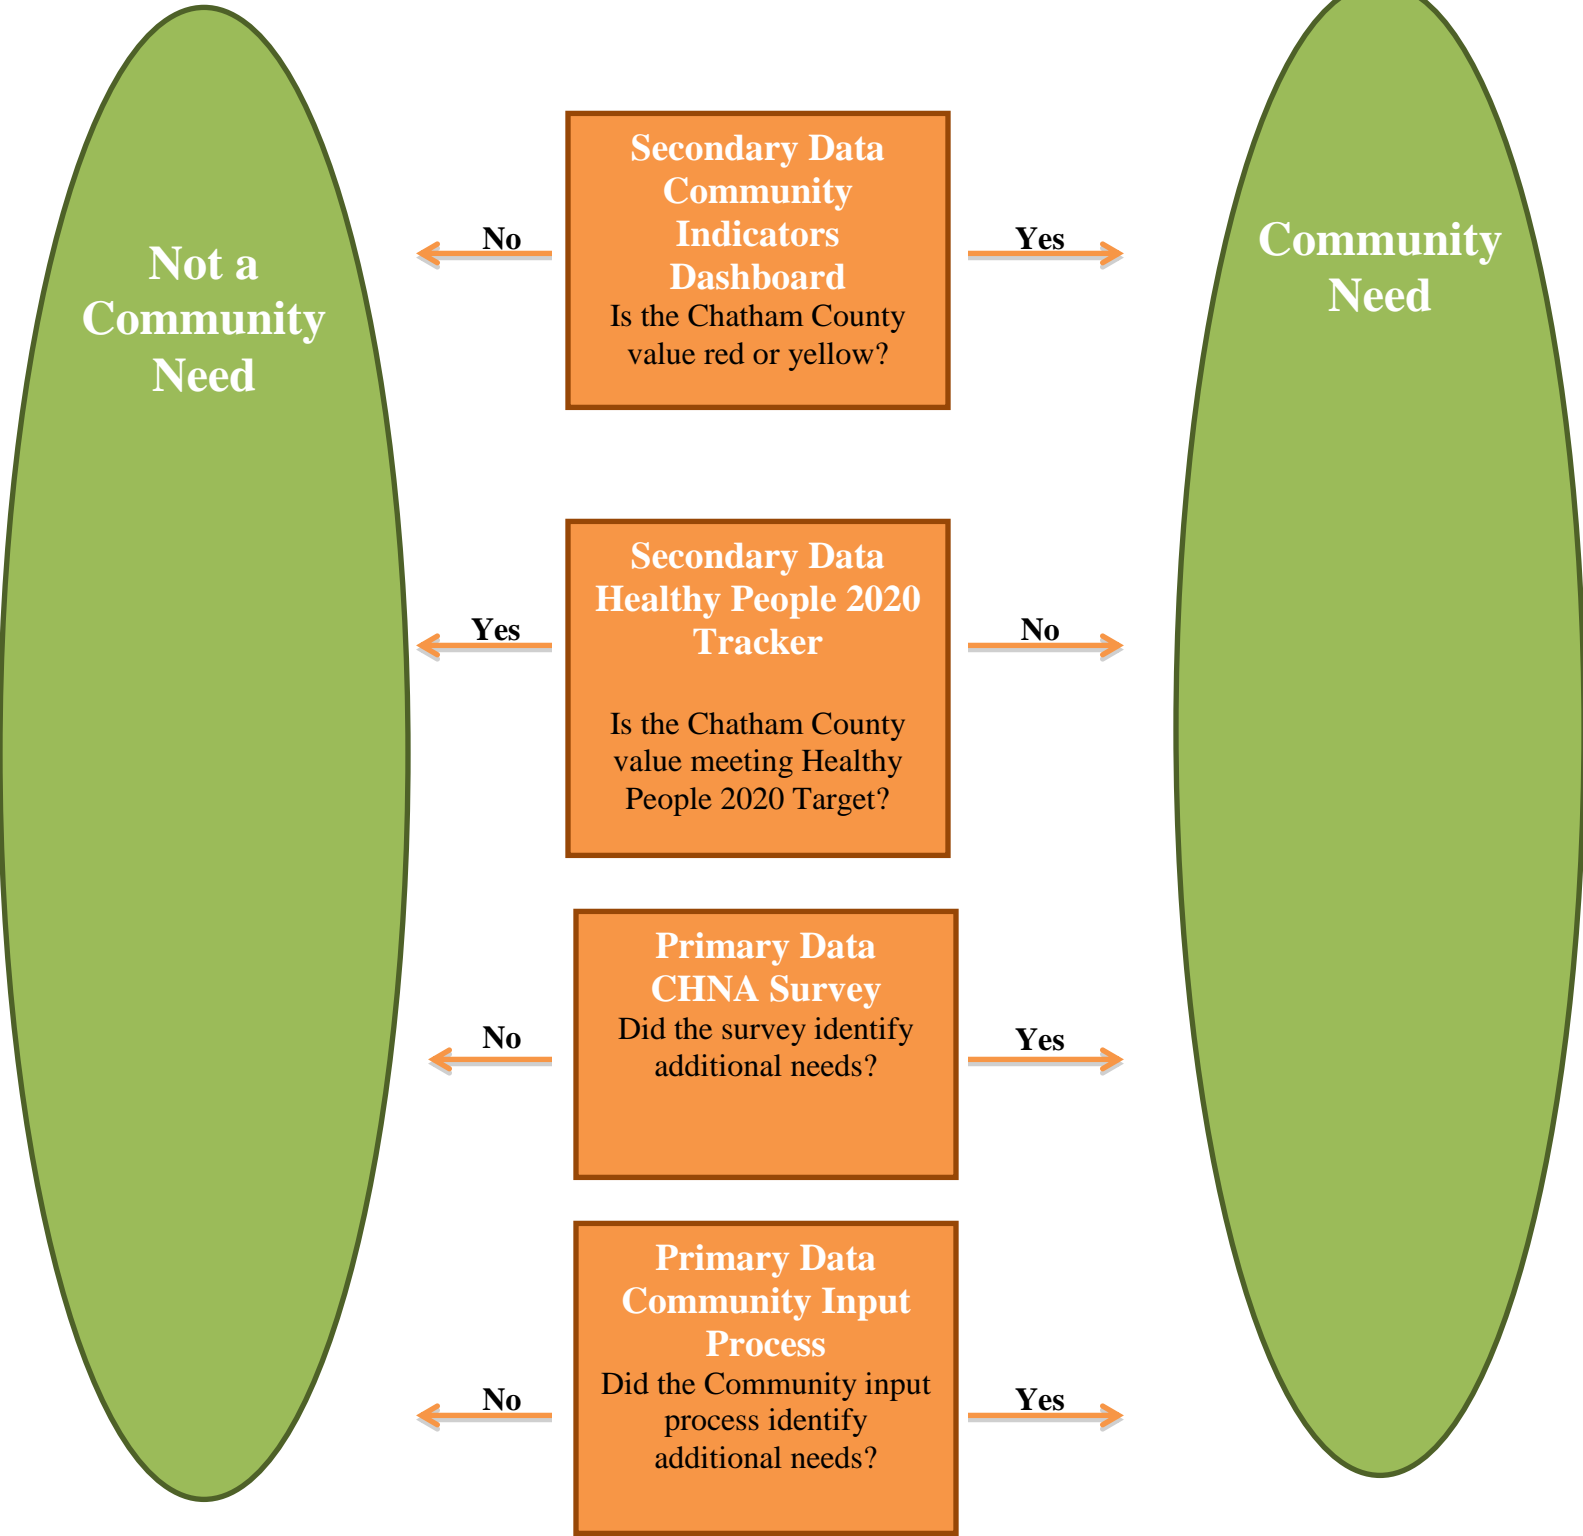 Not a
Community
Need
Secondary Data
Community
Indicators
Dashboard
Is the Chatham County
value red or yellow?
No
Yes
Community
Need
Secondary Data
Healthy People 2020
Tracker
Is the Chatham County
value meeting Healthy
People 2020 Target?
Yes
No
Primary Data
CHNA Survey
Did the survey identify
additional needs?
No
Yes
Primary Data
Community Input
Process
Did the Community input
process identify
additional needs?
No
Yes